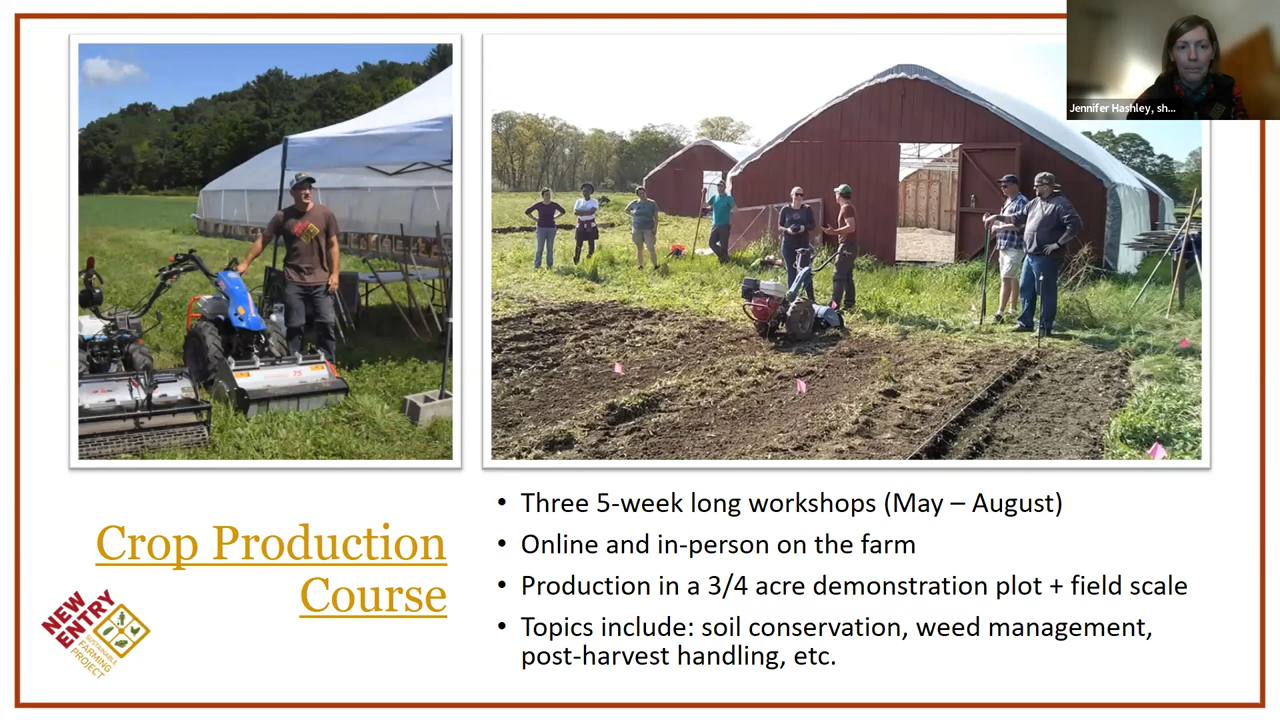 Jennifer Hashley, sh...
75
Crop Production
Course
NEW
ENTRY
SUSTAINABLE
FARMING
PROJECT
• Three 5-week long workshops (May – August)
• Online and in-person on the farm
• Production in a 3/4 acre demonstration plot + field scale
• Topics include: soil conservation, weed management,
post-harvest handling, etc.